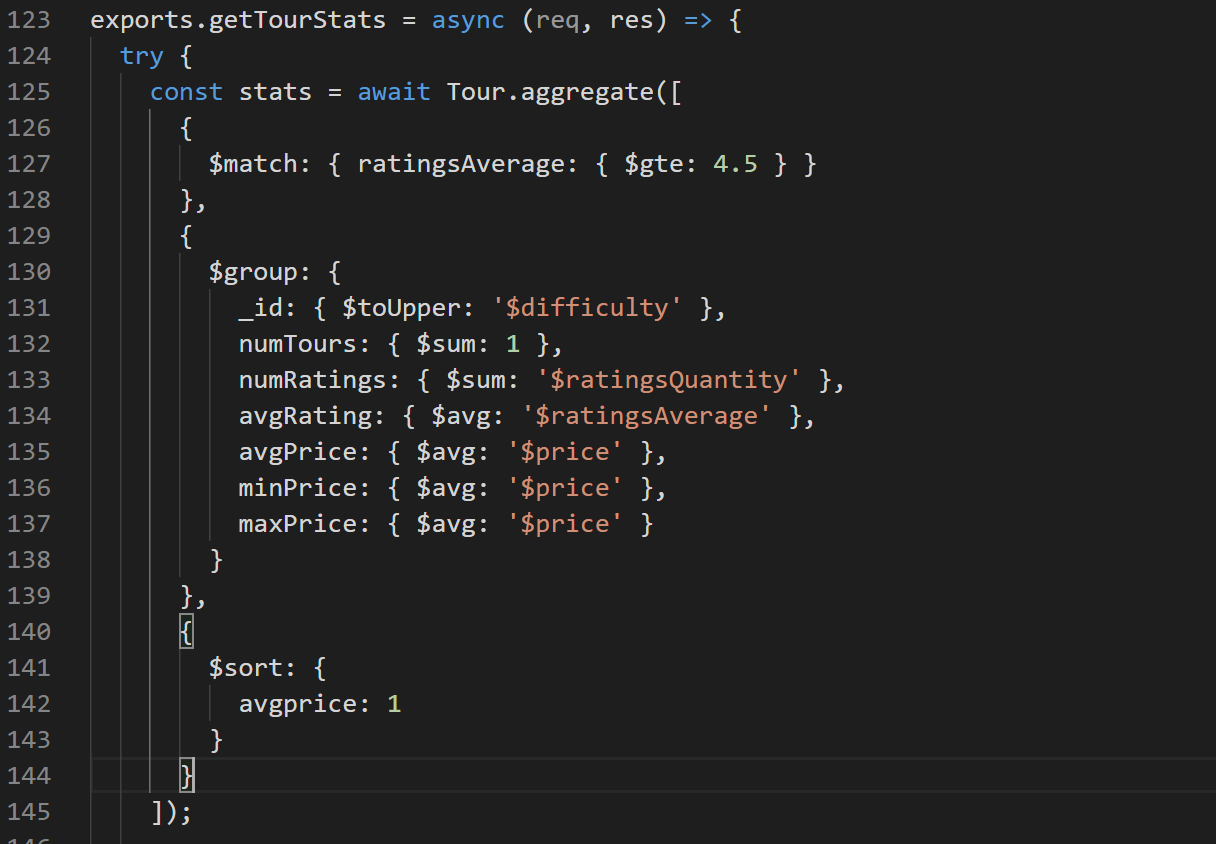 123 exports.getTourStats = async (req, res) => {
124 try {
125 const stats = await Tour.aggregate([
126 {
127 $match: { ratingsAverage: { $gte: 4.5 } }
128 },
129 {
130 $group: {
131 _id: { $toUpper: '$difficulty' },
132 numTours: { $sum: 1 },
133 numRatings: { $sum: '$ratingsQuantity' },
134 avgRating: { $avg: '$ratingsAverage' },
135 avgPrice: { $avg: '$price' },
136 minPrice: { $avg: '$price' },
137 maxPrice: { $avg: '$price' }
138 }
139 },
140 {
141 $sort: {
142 avgprice: 1
143 }
144 }
145 ]);